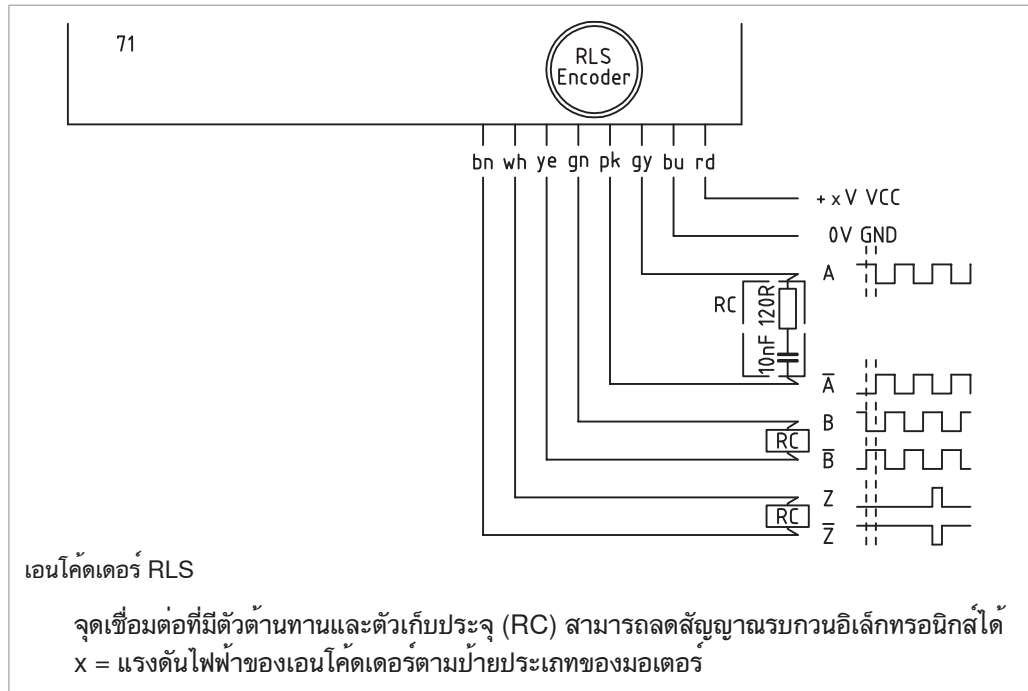 71
RLS
Encoder
bn wh ye gn pk gy bu rd
+ x V VCC
0V GND
A
RC 120R
10nF
A̅
B
RC
B̅
Z
RC
Z̅
เอนโค้ดเดอร์ RLS
จุดเชื่อมต่อที่มีตัวต้านทานและตัวเก็บประจุ (RC) สามารถลดสัญญาณรบกวนอิเล็กทรอนิกส์ได้
x = แรงดันไฟฟ้าของเอนโค้ดเดอร์ตามป้ายประเภทของมอเตอร์